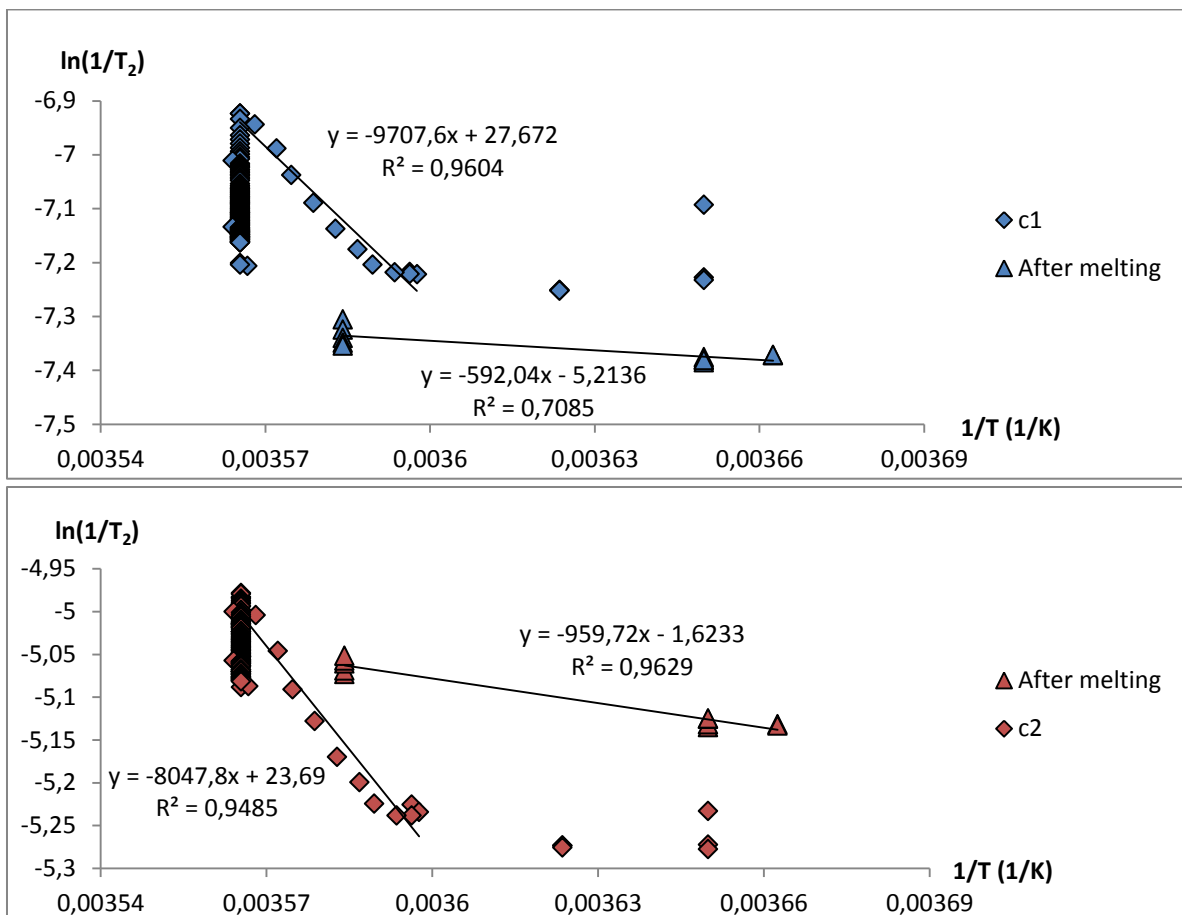 ln(1/T₂)
-6,9
-7
-7,1
-7,2
-7,3
-7,4
-7,5
y = -9707,6x + 27,672
R² = 0,9604
y = -592,04x - 5,2136
R² = 0,7085
c1
After melting
1/T (1/K)
0,00354 0,00357 0,0036 0,00363 0,00366 0,00369
ln(1/T₂)
-4,95
-5
-5,05
-5,1
-5,15
-5,2
-5,25
-5,3
y = -959,72x - 1,6233
R² = 0,9629
y = -8047,8x + 23,69
R² = 0,9485
After melting
c2
1/T (1/K)
0,00354 0,00357 0,0036 0,00363 0,00366 0,00369